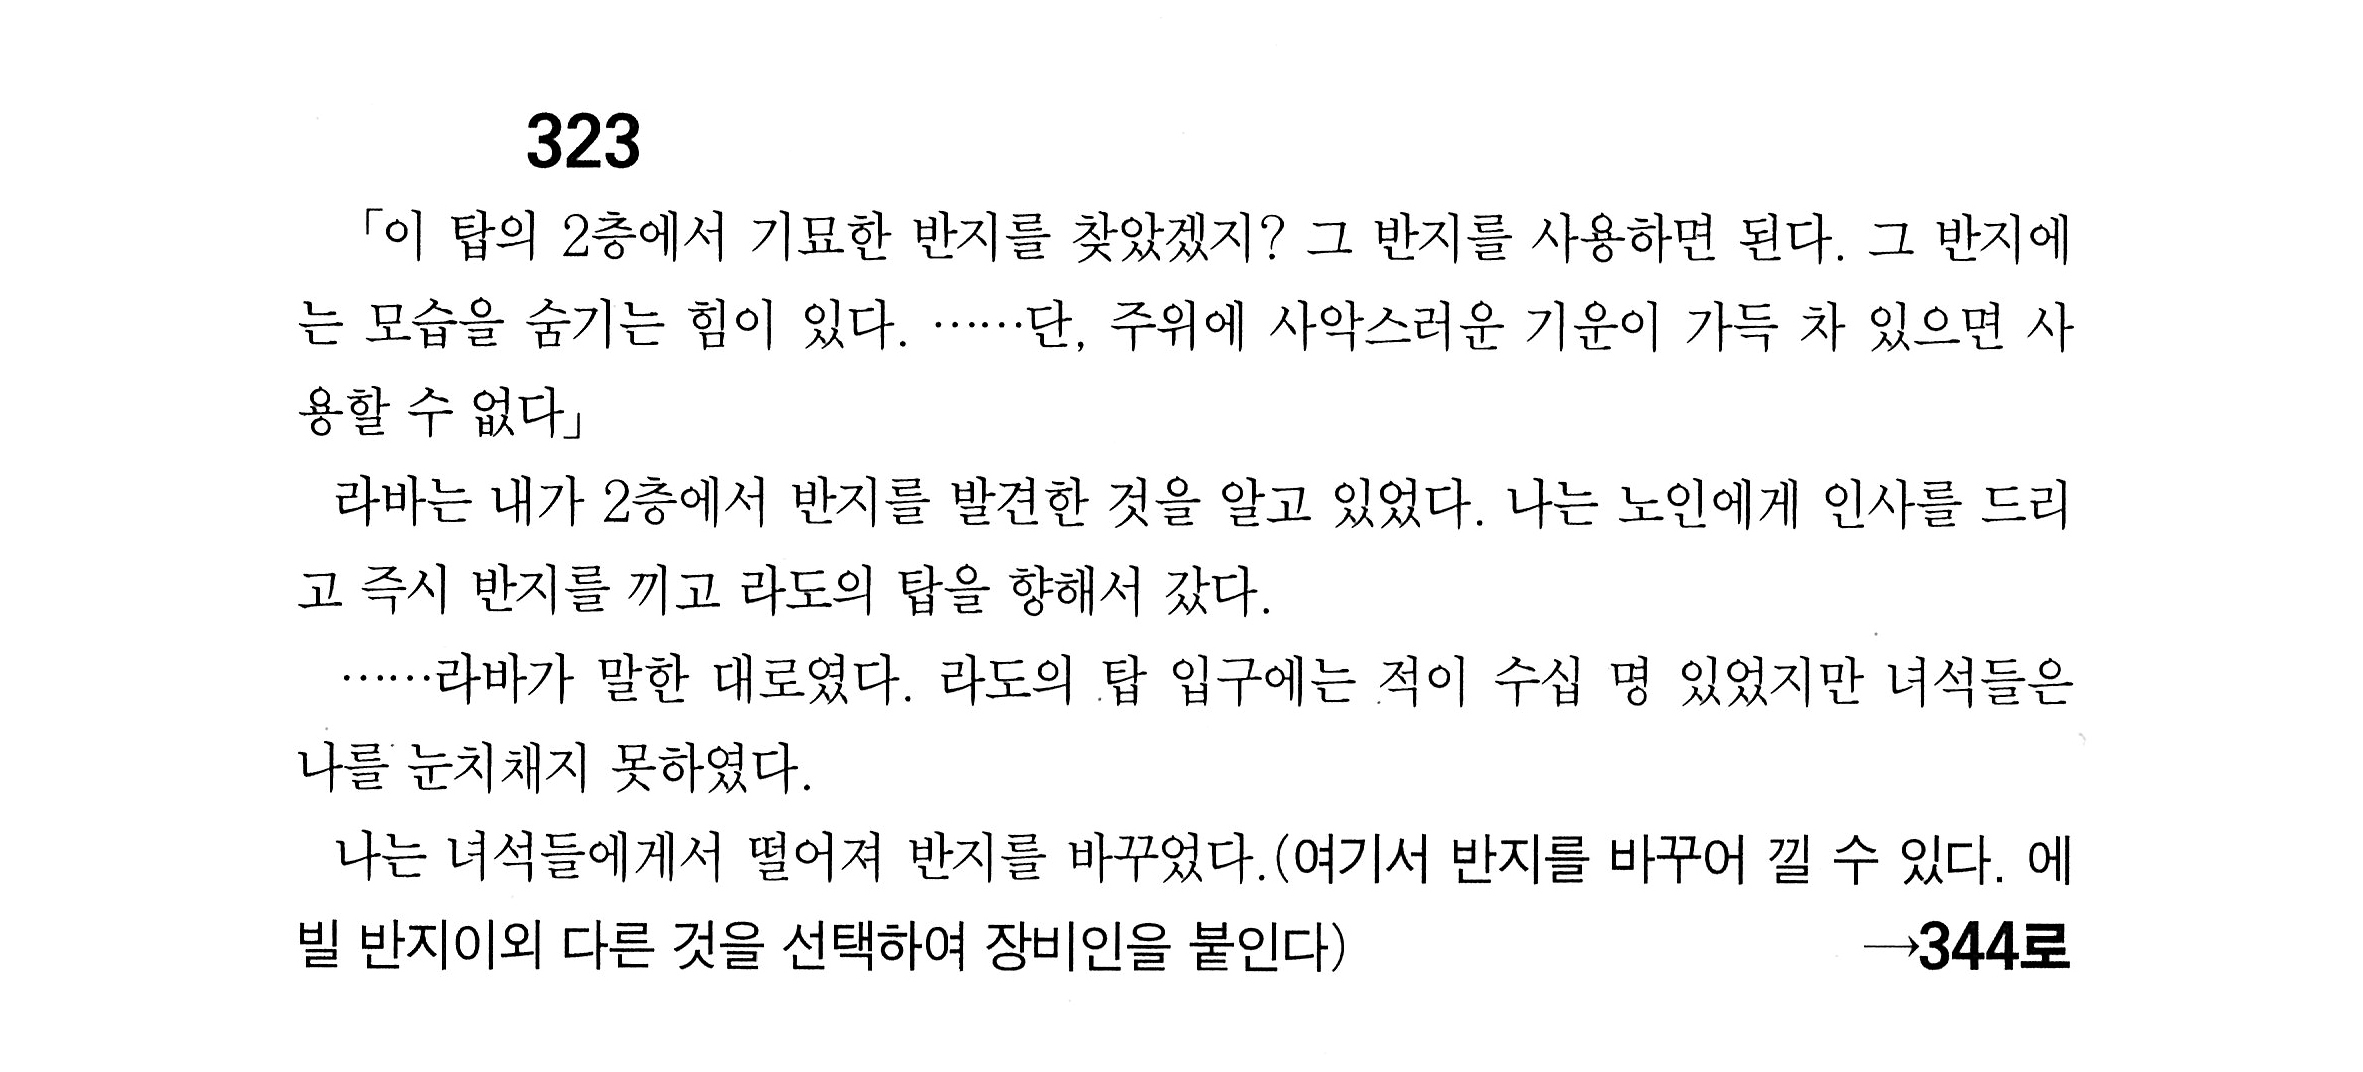 323
「이 탑의 2층에서 기묘한 반지를 찾았겠지? 그 반지를 사용하면 된다. 그 반지에
는 모습을 숨기는 힘이 있다. ……단, 주위에 사악스러운 기운이 가득 차 있으면 사
용할 수 없다」
라바는 내가 2층에서 반지를 발견한 것을 알고 있었다. 나는 노인에게 인사를 드리
고 즉시 반지를 끼고 라도의 탑을 향해서 갔다.
……라바가 말한 대로였다. 라도의 탑 입구에는 적이 수십 명 있었지만 녀석들은
나를 눈치채지 못하였다.
나는 녀석들에게서 떨어져 반지를 바꾸었다.(여기서 반지를 바꾸어 낄 수 있다. 에
빌 반지이외 다른 것을 선택하여 장비인을 붙인다) →344로